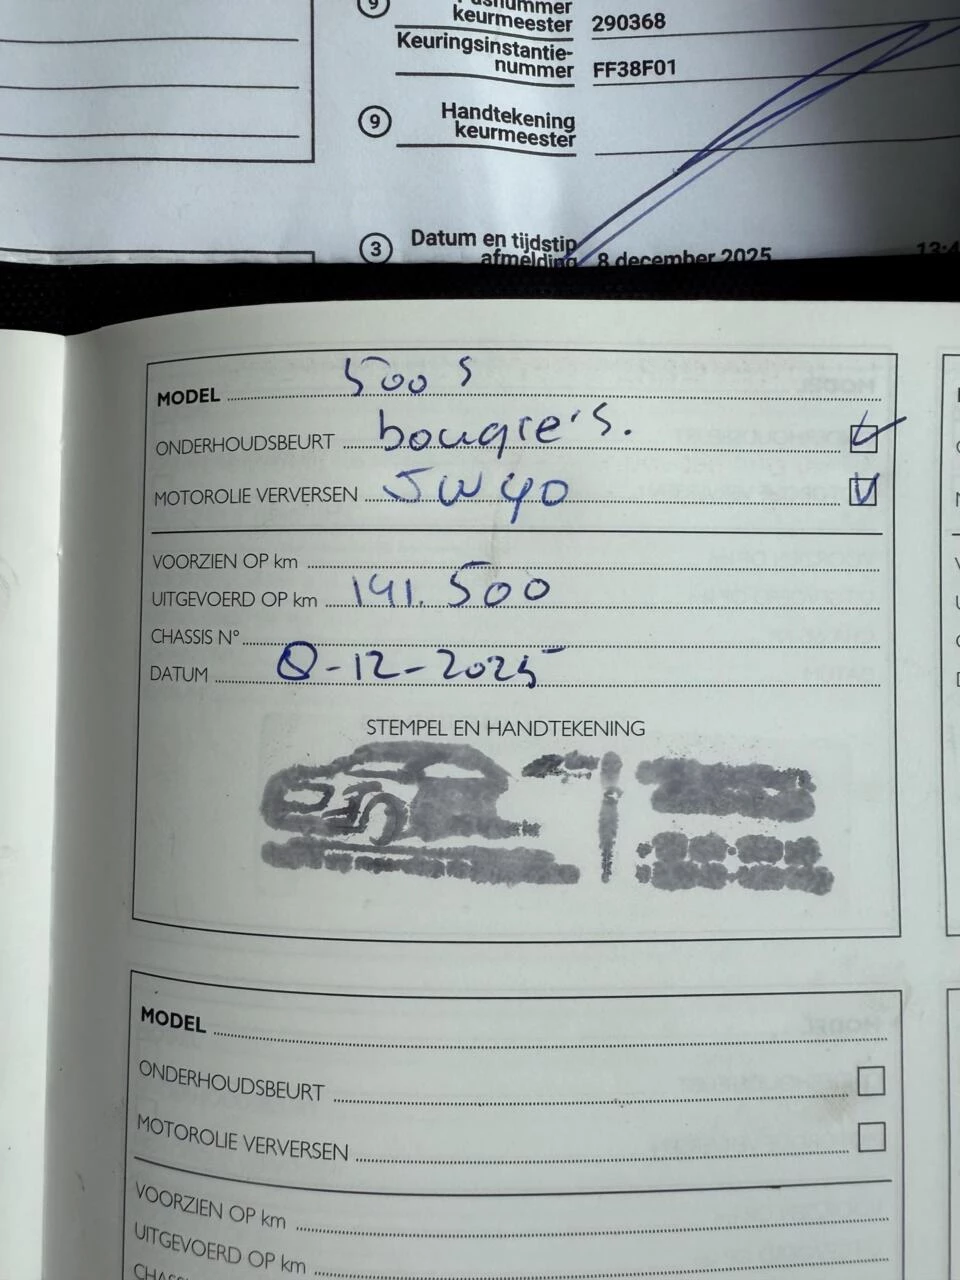 keurmeester 290368
Keuringsinstantie-
nummer FF38F01
9 Handtekening
keurmeester
3 Datum en tijdstip
afmelding 8 december 2025
MODEL 500 S
ONDERHOUDSBEURT bougie's.
MOTOROLIE VERVERSEN 5W40
VOORZIEN OP km
UITGEVOERD OP km 141.500
CHASSIS N°
DATUM 8-12-2025
STEMPEL EN HANDTEKENING
MODEL
ONDERHOUDSBEURT
MOTOROLIE VERVERSEN
VOORZIEN OP km
UITGEVOERD OP km